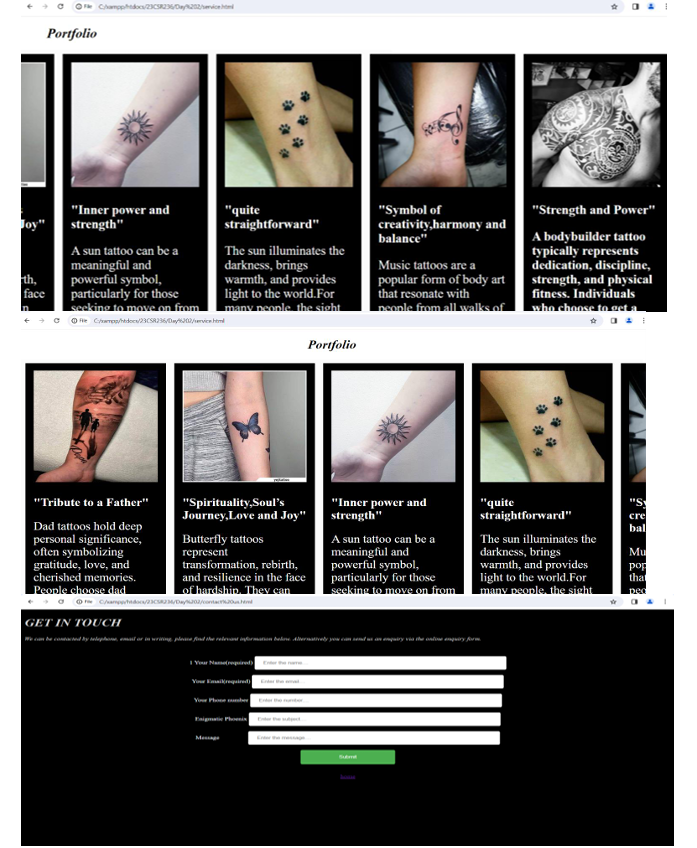 File C:/xampp/htdocs/23CSR236/Day%202/service.html
Portfolio
Joy"
rth,
face
"Inner power and
strength"
A sun tattoo can be a
meaningful and
powerful symbol,
particularly for those
seeking to move on from
"quite
straightforward"
The sun illuminates the
darkness, brings
warmth, and provides
light to the world.For
many people, the sight
"Symbol of
creativity,harmony and
balance"
Music tattoos are a
popular form of body art
that resonate with
people from all walks of
"Strength and Power"
A bodybuilder tattoo
typically represents
dedication, discipline,
strength, and physical
fitness. Individuals
who choose to get a
File C:/xampp/htdocs/23CSR236/Day%202/service.html
Portfolio
"Tribute to a Father"
Dad tattoos hold deep
personal significance,
often symbolizing
gratitude, love, and
cherished memories.
People choose dad
"Spirituality,Soul's
Journey,Love and Joy"
Butterfly tattoos
represent
transformation, rebirth,
and resilience in the face
of hardship. They can
"Inner power and
strength"
A sun tattoo can be a
meaningful and
powerful symbol,
particularly for those
seeking to move on from
"quite
straightforward"
The sun illuminates the
darkness, brings
warmth, and provides
light to the world.For
many people, the sight
"Sy
cre
bal
Mu
pop
that
peo
File C:/xampp/htdocs/23CSR236/Day%202/contact%20us.html
GET IN TOUCH
We can be contacted by telephone, email or in writing, please find the relevant information below. Alternatively you can send us an enquiry via the online enquiry form.
Your Name(required) Enter the name...
Your Email(required) Enter the email...
Your Phone number Enter the number...
Enigmatic Phoenix Enter the subject...
Message Enter the message...
Submit